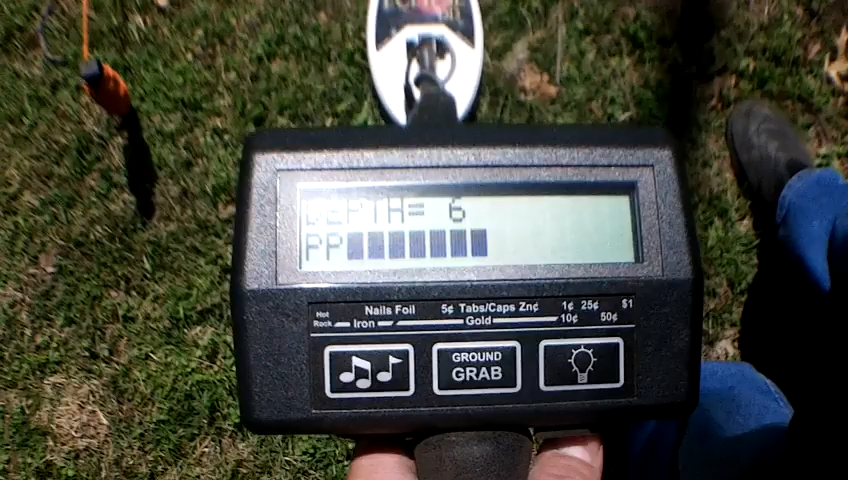 DEPTH= 6
PP
Nails Foil 5¢ Tabs/Caps Zn¢ 1¢ 25¢ $1
Hot Rock Iron Gold 10¢ 50¢
GROUND
GRAB